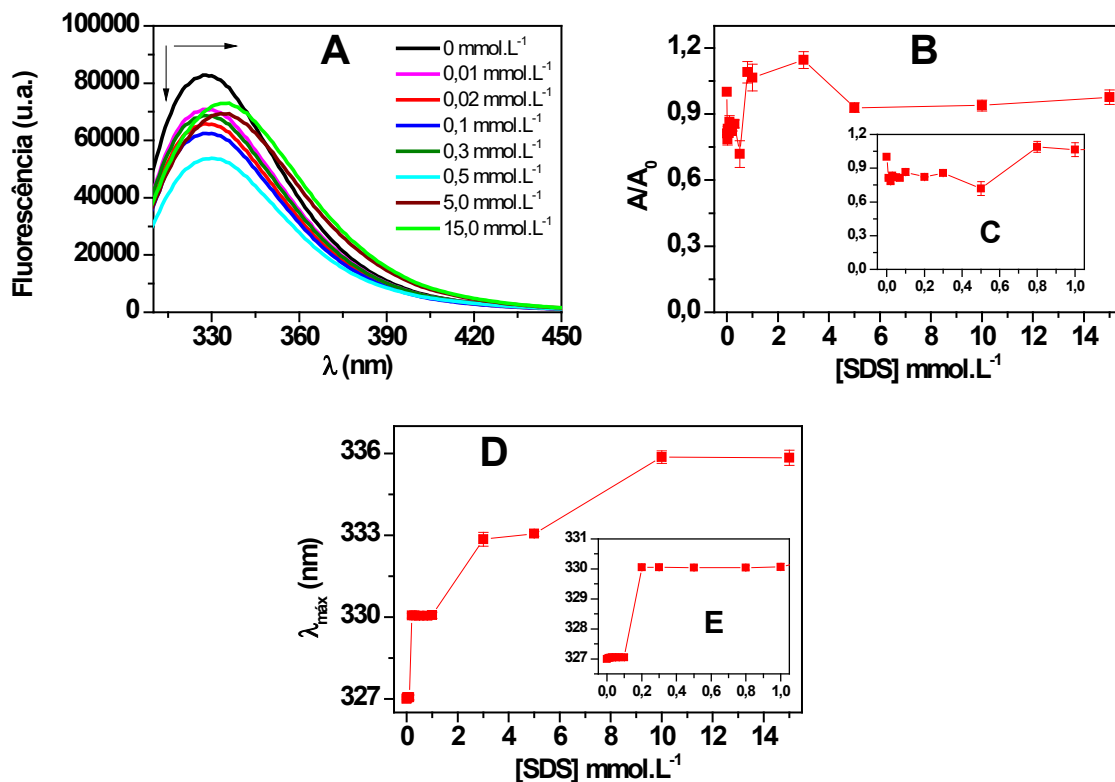 A
Fluorescência (u.a.)
100000
80000
60000
40000
20000
0
330
360
390
420
450
λ (nm)
0 mmol.L-1
0,01 mmol.L-1
0,02 mmol.L-1
0,1 mmol.L-1
0,3 mmol.L-1
0,5 mmol.L-1
5,0 mmol.L-1
15,0 mmol.L-1
B
A/A0
1,2
0,9
0,6
0,3
0,0
0 2 4 6 8 10 12 14
[SDS] mmol.L-1
C
1,2
0,9
0,6
0,3
0,0
0,0 0,2 0,4 0,6 0,8 1,0
D
λmáx (nm)
336
333
330
327
0 2 4 6 8 10 12 14
[SDS] mmol.L-1
E
331
330
329
328
327
0,0 0,2 0,4 0,6 0,8 1,0